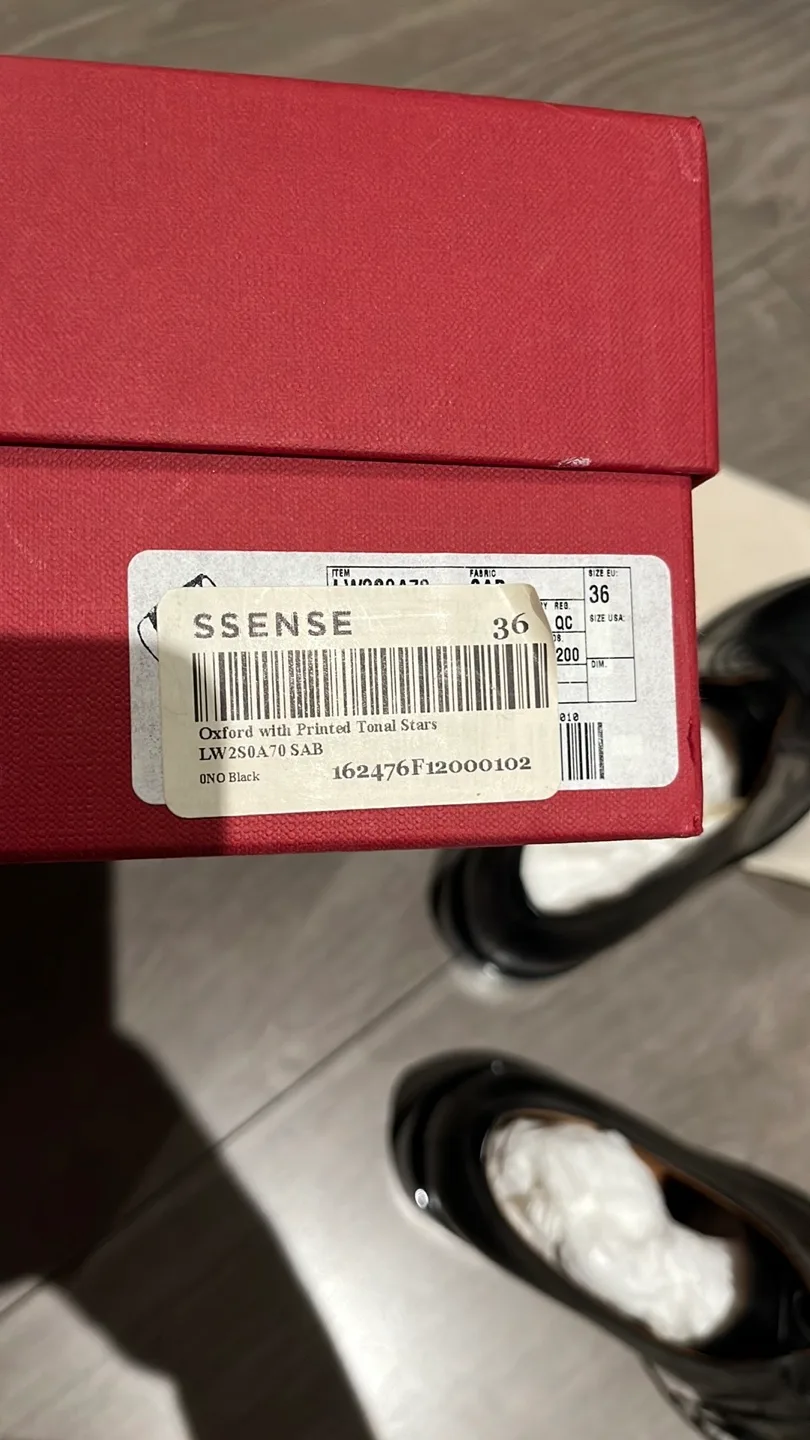 ITEM
FABRIC
SIZE EU:
36
SIZE USA:
QC
200
DIM.
010
SSENSE 36
Oxford with Printed Tonal Stars
LW2S0A70 SAB
0NO Black 162476F12000102